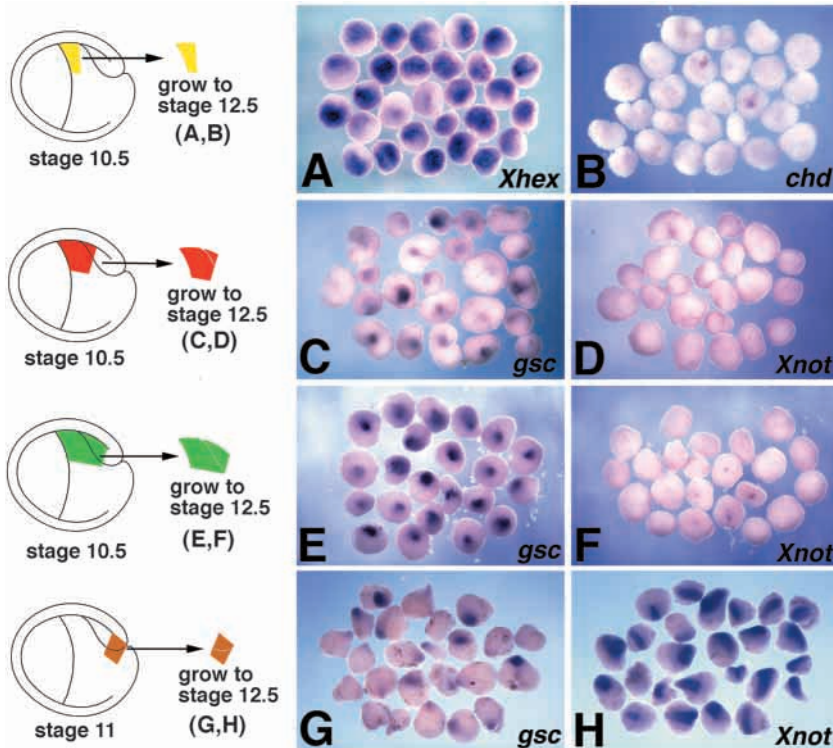 grow to
stage 12.5
(A,B)
stage 10.5
A
Xhex
B
chd
grow to
stage 12.5
(C,D)
stage 10.5
C
gsc
D
Xnot
grow to
stage 12.5
(E,F)
stage 10.5
E
gsc
F
Xnot
grow to
stage 12.5
(G,H)
stage 11
G
gsc
H
Xnot